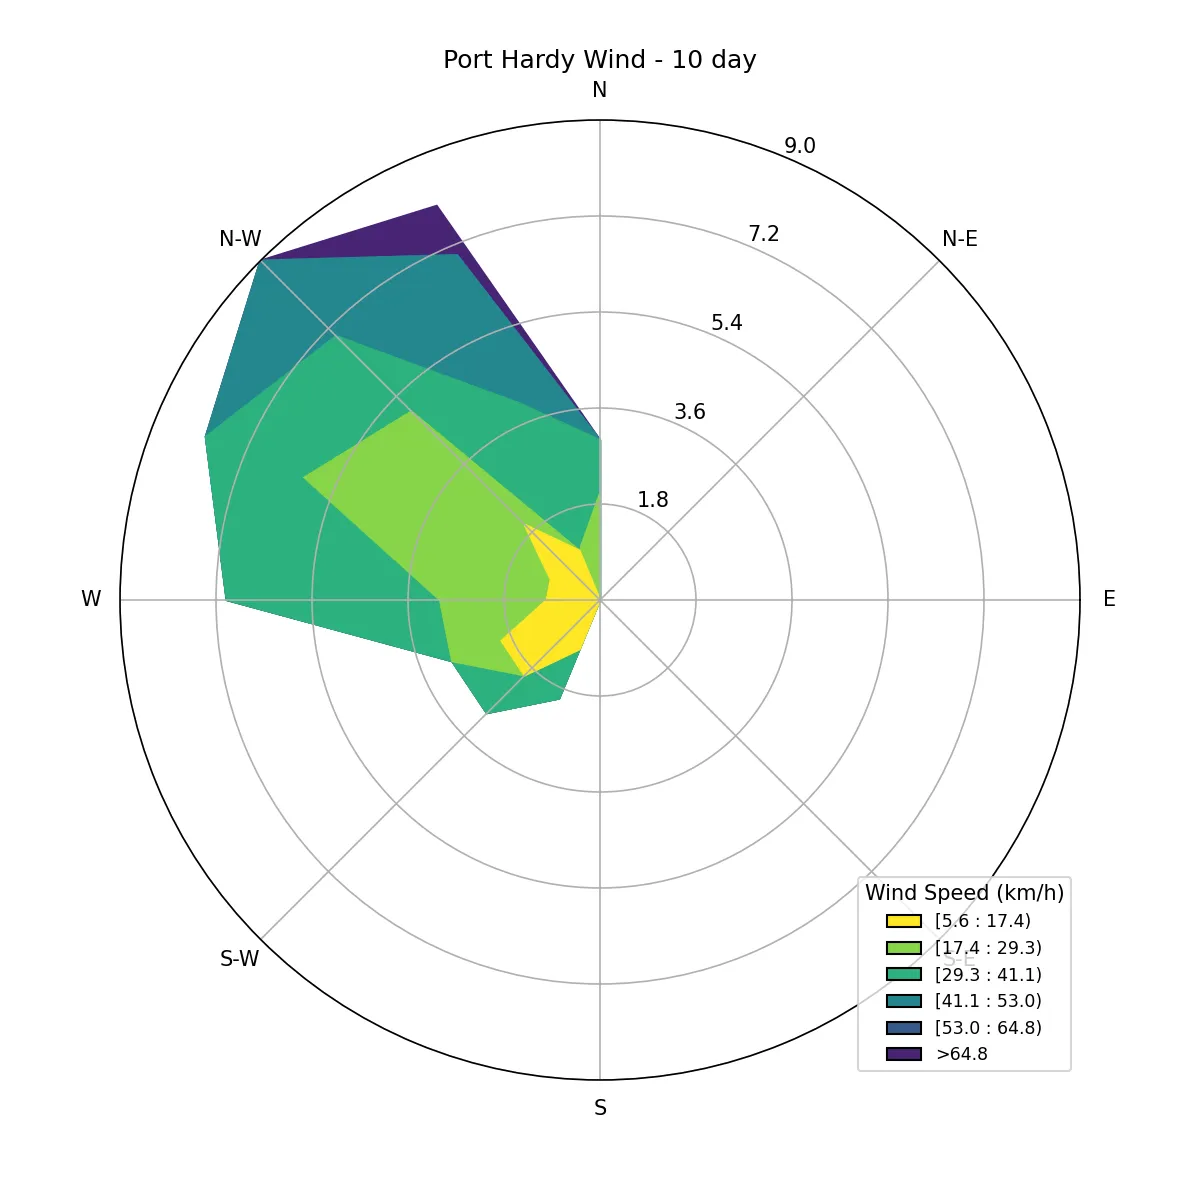 Port Hardy Wind - 10 day
N
9.0
N-W
7.2
N-E
5.4
3.6
1.8
W
E
Wind Speed (km/h)
[5.6 : 17.4)
[17.4 : 29.3)
S-W
S-E
[29.3 : 41.1)
[41.1 : 53.0)
[53.0 : 64.8)
>64.8
S